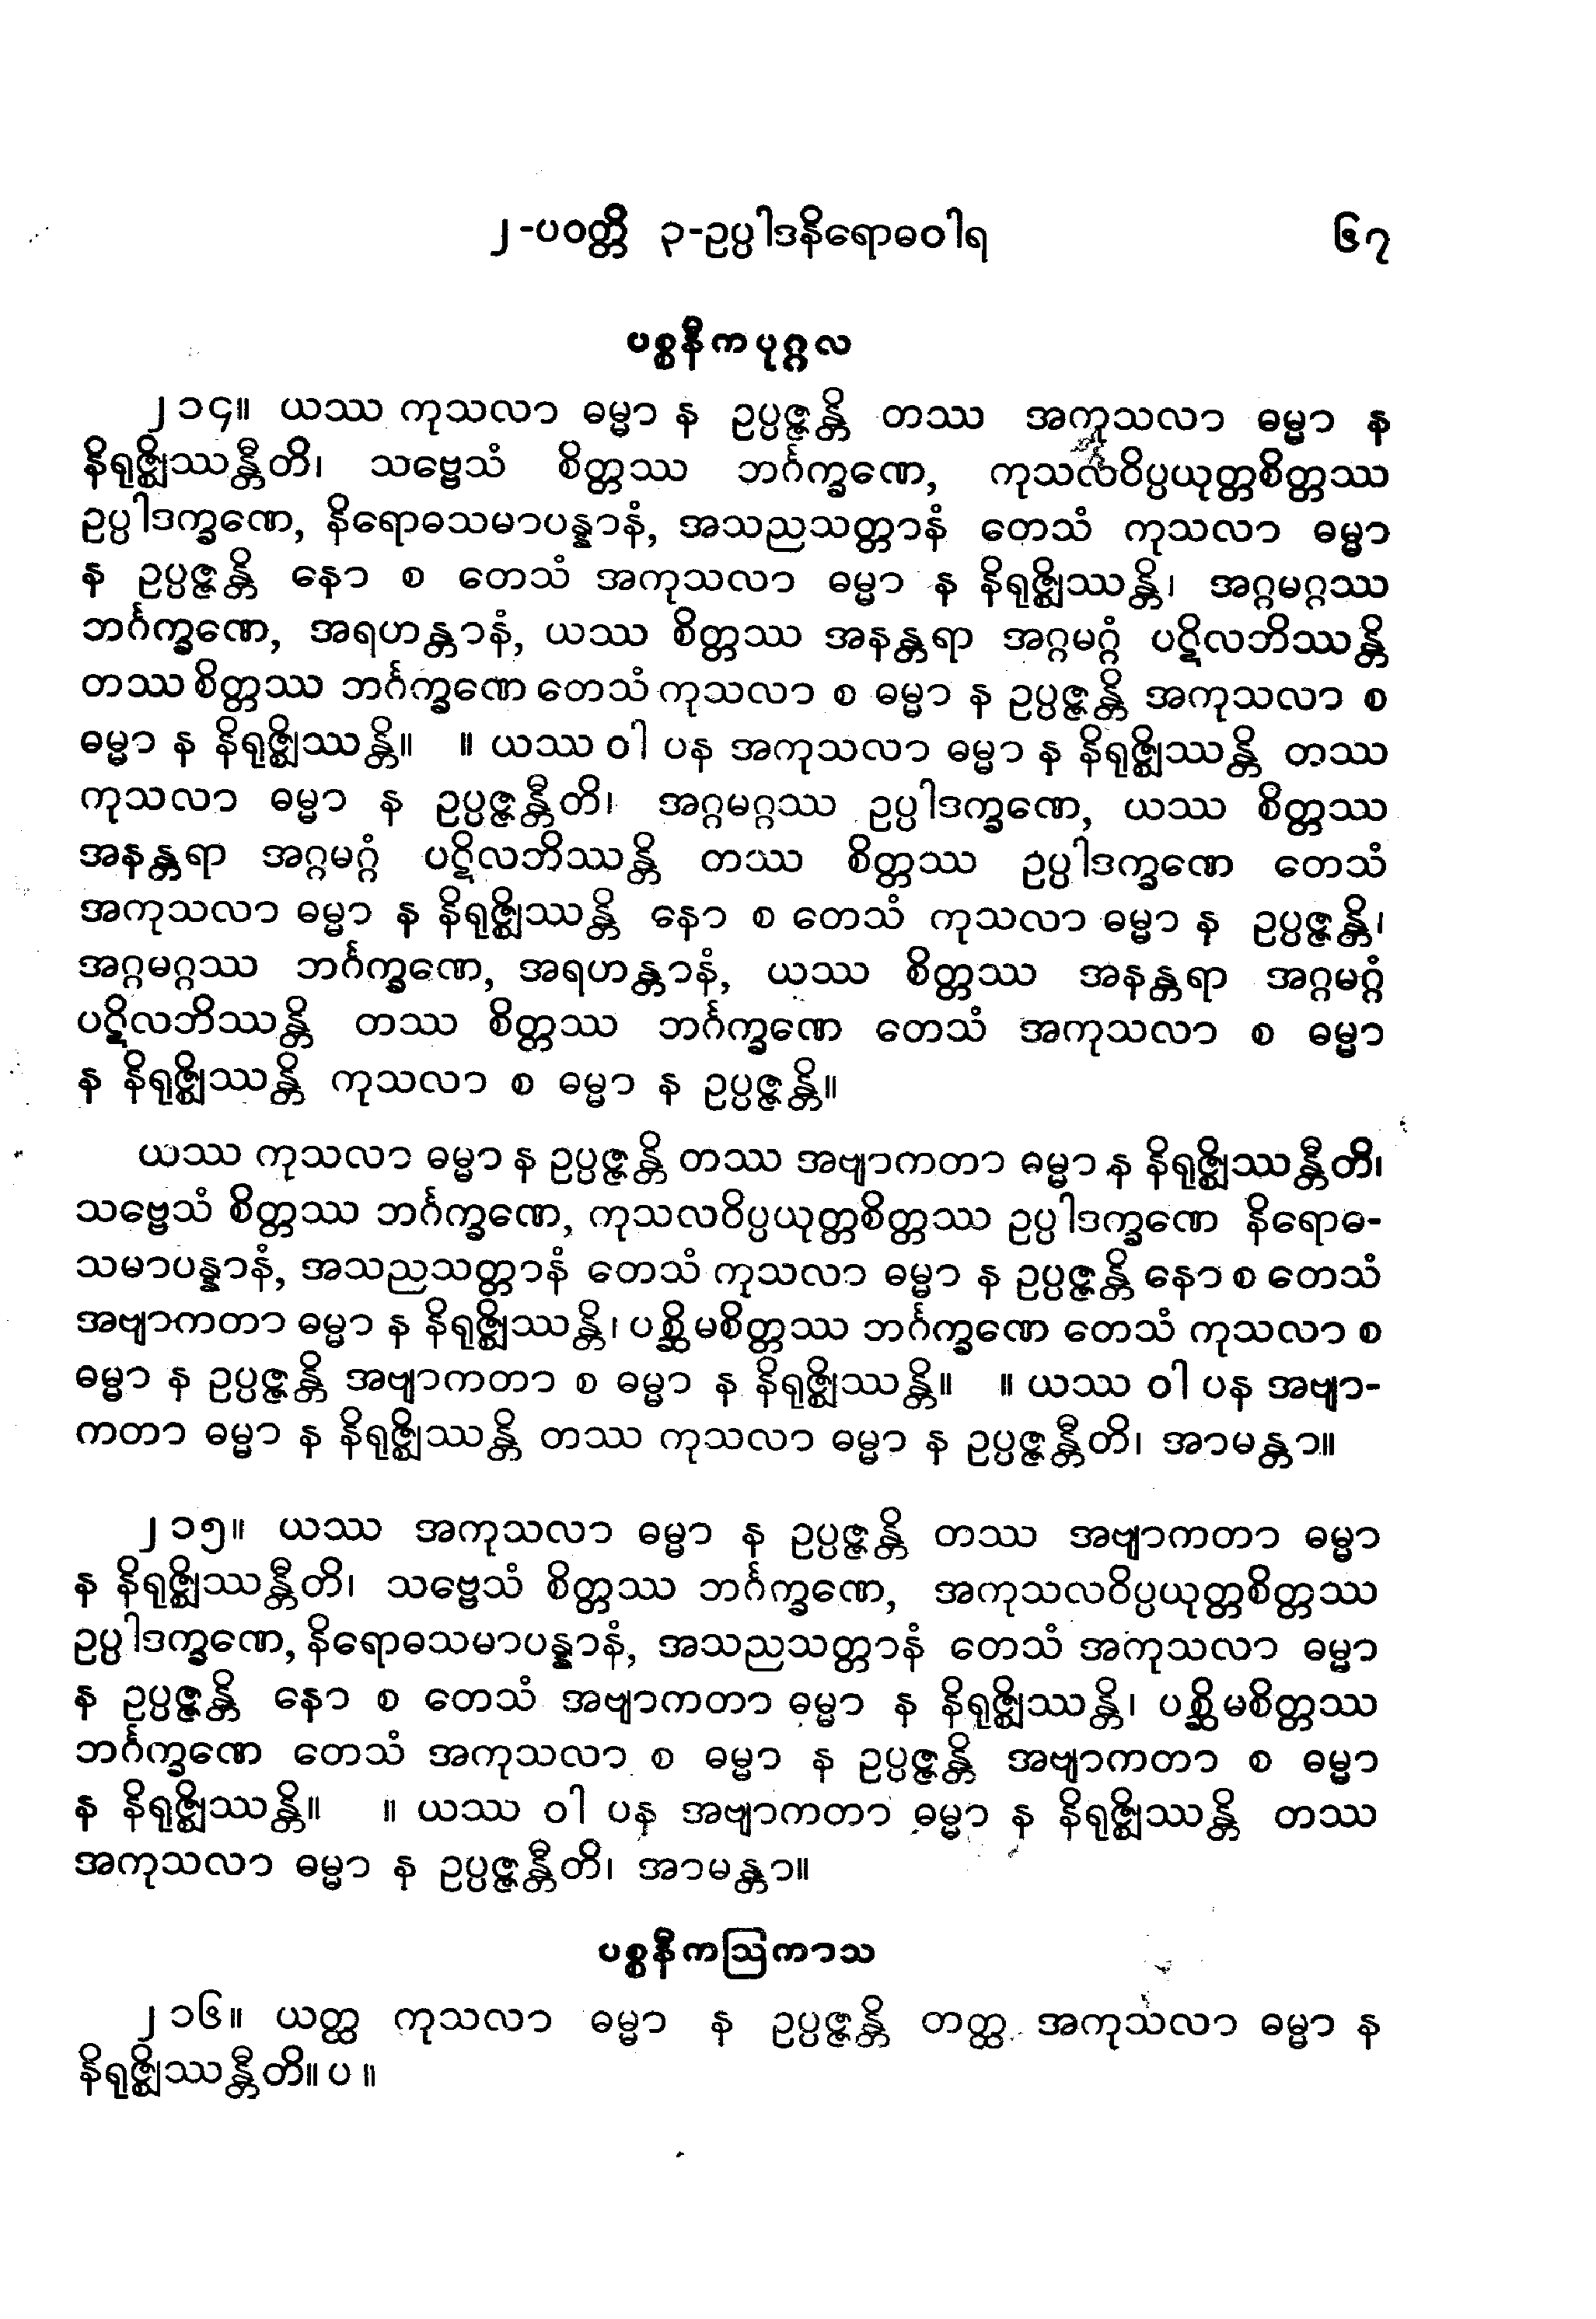 ၂-ပဝတ္တိ ၃-ဥပ္ပါဒနိရောဓဝါရ ၆၇
ပစ္စနီကပုဂ္ဂလ
၂၁၄။ ယဿ ကုသလာ ဓမ္မာ န ဥပ္ပဇ္ဇန္တိ တဿ အကုသလာ ဓမ္မာ န
နိရုဇ္ဈိဿန္တီတိ၊ သဗ္ဗေသံ စိတ္တဿ ဘင်္ဂက္ခဏေ, ကုသလဝိပ္ပယုတ္တစိတ္တဿ
ဥပ္ပါဒက္ခဏေ, နိရောဓသမာပန္နာနံ, အသညသတ္တာနံ တေသံ ကုသလာ ဓမ္မာ
န ဥပ္ပဇ္ဇန္တိ နော စ တေသံ အကုသလာ ဓမ္မာ န နိရုဇ္ဈိဿန္တိ၊ အဂ္ဂမဂ္ဂဿ
ဘင်္ဂက္ခဏေ, အရဟန္တာနံ, ယဿ စိတ္တဿ အနန္တရာ အဂ္ဂမဂ္ဂံ ပဋိလဘိဿန္တိ
တဿ စိတ္တဿ ဘင်္ဂက္ခဏေ တေသံ ကုသလာ စ ဓမ္မာ န ဥပ္ပဇ္ဇန္တိ အကုသလာ စ
ဓမ္မာ န နိရုဇ္ဈိဿန္တိ။ ။ ယဿ ဝါ ပန အကုသလာ ဓမ္မာ န နိရုဇ္ဈိဿန္တိ တဿ
ကုသလာ ဓမ္မာ န ဥပ္ပဇ္ဇန္တီတိ၊ အဂ္ဂမဂ္ဂဿ ဥပ္ပါဒက္ခဏေ, ယဿ စိတ္တဿ
အနန္တရာ အဂ္ဂမဂ္ဂံ ပဋိလဘိဿန္တိ တဿ စိတ္တဿ ဥပ္ပါဒက္ခဏေ တေသံ
အကုသလာ ဓမ္မာ န နိရုဇ္ဈိဿန္တိ နော စ တေသံ ကုသလာ ဓမ္မာ န ဥပ္ပဇ္ဇန္တိ၊
အဂ္ဂမဂ္ဂဿ ဘင်္ဂက္ခဏေ, အရဟန္တာနံ, ယဿ စိတ္တဿ အနန္တရာ အဂ္ဂမဂ္ဂံ
ပဋိလဘိဿန္တိ တဿ စိတ္တဿ ဘင်္ဂက္ခဏေ တေသံ အကုသလာ စ ဓမ္မာ
န နိရုဇ္ဈိဿန္တိ ကုသလာ စ ဓမ္မာ န ဥပ္ပဇ္ဇန္တိ။
ယဿ ကုသလာ ဓမ္မာ န ဥပ္ပဇ္ဇန္တိ တဿ အဗျာကတာ ဓမ္မာ န နိရုဇ္ဈိဿန္တီတိ၊
သဗ္ဗေသံ စိတ္တဿ ဘင်္ဂက္ခဏေ, ကုသလဝိပ္ပယုတ္တစိတ္တဿ ဥပ္ပါဒက္ခဏေ နိရောဓ-
သမာပန္နာနံ, အသညသတ္တာနံ တေသံ ကုသလာ ဓမ္မာ န ဥပ္ပဇ္ဇန္တိ နော စ တေသံ
အဗျာကတာ ဓမ္မာ န နိရုဇ္ဈိဿန္တိ၊ ပစ္ဆိမစိတ္တဿ ဘင်္ဂက္ခဏေ တေသံ ကုသလာ စ
ဓမ္မာ န ဥပ္ပဇ္ဇန္တိ အဗျာကတာ စ ဓမ္မာ န နိရုဇ္ဈိဿန္တိ။ ။ ယဿ ဝါ ပန အဗျာ-
ကတာ ဓမ္မာ န နိရုဇ္ဈိဿန္တိ တဿ ကုသလာ ဓမ္မာ န ဥပ္ပဇ္ဇန္တီတိ၊ အာမန္တာ။
၂၁၅။ ယဿ အကုသလာ ဓမ္မာ န ဥပ္ပဇ္ဇန္တိ တဿ အဗျာကတာ ဓမ္မာ
န နိရုဇ္ဈိဿန္တီတိ၊ သဗ္ဗေသံ စိတ္တဿ ဘင်္ဂက္ခဏေ, အကုသလဝိပ္ပယုတ္တစိတ္တဿ
ဥပ္ပါဒက္ခဏေ, နိရောဓသမာပန္နာနံ, အသညသတ္တာနံ တေသံ အကုသလာ ဓမ္မာ
န ဥပ္ပဇ္ဇန္တိ နော စ တေသံ အဗျာကတာ ဓမ္မာ န နိရုဇ္ဈိဿန္တိ၊ ပစ္ဆိမစိတ္တဿ
ဘင်္ဂက္ခဏေ တေသံ အကုသလာ စ ဓမ္မာ န ဥပ္ပဇ္ဇန္တိ အဗျာကတာ စ ဓမ္မာ
န နိရုဇ္ဈိဿန္တိ။ ။ ယဿ ဝါ ပန အဗျာကတာ ဓမ္မာ န နိရုဇ္ဈိဿန္တိ တဿ
အကုသလာ ဓမ္မာ န ဥပ္ပဇ္ဇန္တီတိ၊ အာမန္တာ။
ပစ္စနီကဩကာသ
၂၁၆။ ယတ္ထ ကုသလာ ဓမ္မာ န ဥပ္ပဇ္ဇန္တိ တတ္ထ အကုသလာ ဓမ္မာ န
နိရုဇ္ဈိဿန္တီတိ။ ပ ။